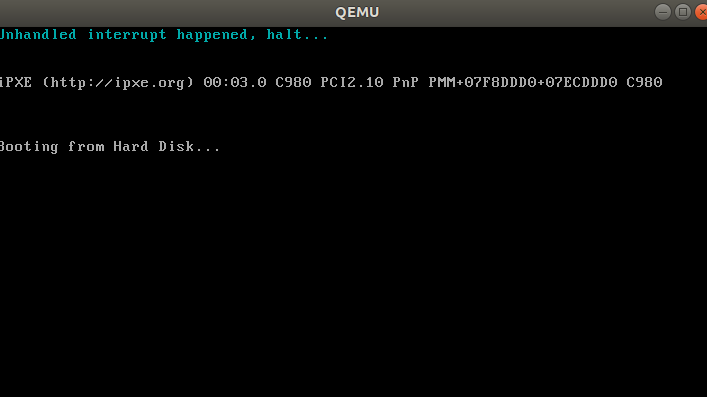 QEMU
Unhandled interrupt happened, halt...
iPXE (http://ipxe.org) 00:03.0 C980 PCI2.10 PnP PMM+07F8DDD0+07ECDDD0 C980
Booting from Hard Disk...